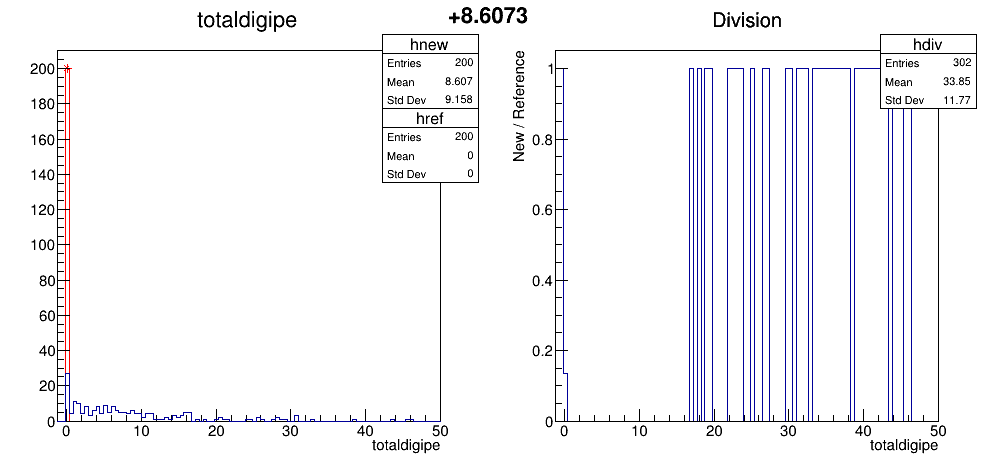 totaldigipe
+8.6073
Division
hnew
Entries 200
Mean 8.607
Std Dev 9.158
href
Entries 200
Mean 0
Std Dev 0
200
180
160
140
120
100
80
60
40
20
0
0 10 20 30 40 50
totaldigipe
hdiv
Entries 302
Mean 33.85
Std Dev 11.77
New / Reference
1
0.8
0.6
0.4
0.2
0
0 10 20 30 40 50
totaldigipe